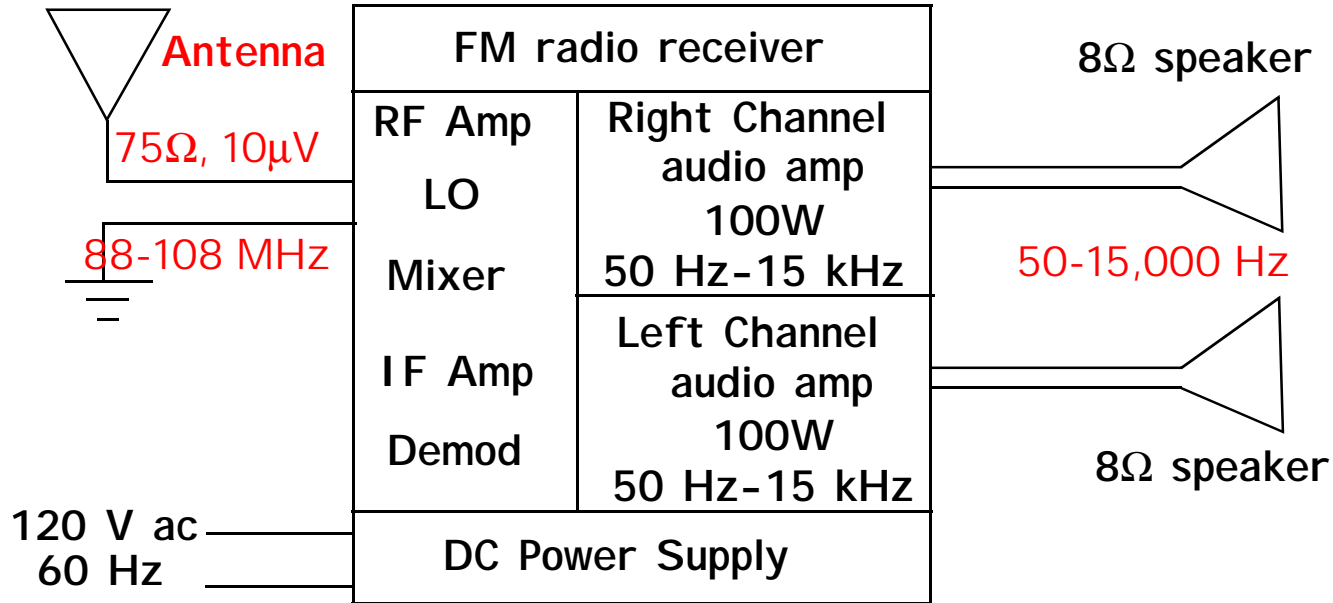 Antenna
75Ω, 10μV
88-108 MHz
120 V ac
60 Hz
FM radio receiver
RF Amp
LO
Mixer
IF Amp
Demod
Right Channel
audio amp
100W
50 Hz-15 kHz
Left Channel
audio amp
100W
50 Hz-15 kHz
DC Power Supply
8Ω speaker
50-15,000 Hz
8Ω speaker